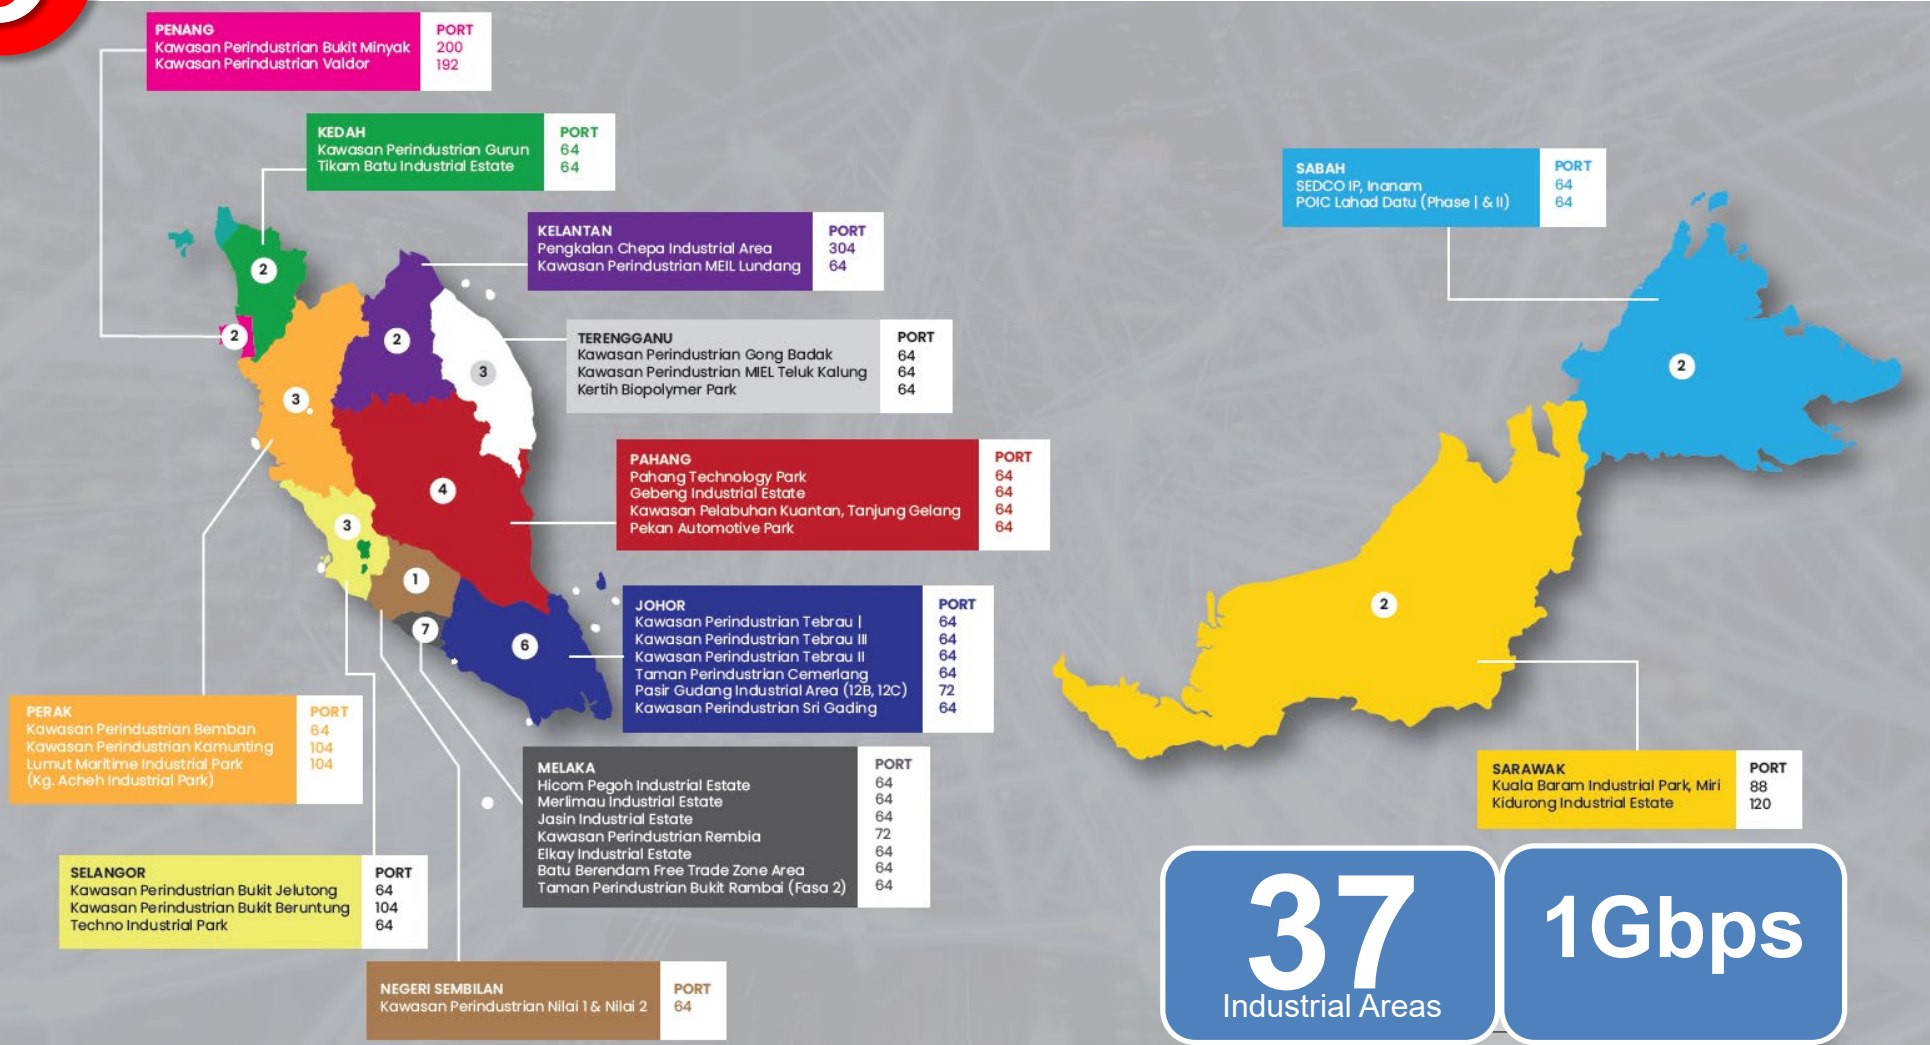 PENANG PORT
Kawasan Perindustrian Bukit Minyak 200
Kawasan Perindustrian Valdor 192
KEDAH PORT
Kawasan Perindustrian Gurun 64
Tikam Batu Industrial Estate 64
SABAH PORT
SEDCO IP, Inanam 64
POIC Lahad Datu (Phase I & II) 64
KELANTAN PORT
Pengkalan Chepa Industrial Area 304
Kawasan Perindustrian MEIL Lundang 64
TERENGGANU PORT
Kawasan Perindustrian Gong Badak 64
Kawasan Perindustrian MIEL Teluk Kalung 64
Kertih Biopolymer Park 64
PAHANG PORT
Pahang Technology Park 64
Gebeng Industrial Estate 64
Kawasan Pelabuhan Kuantan, Tanjung Gelang 64
Pekan Automotive Park 64
JOHOR PORT
Kawasan Perindustrian Tebrau I 64
Kawasan Perindustrian Tebrau III 64
Kawasan Perindustrian Tebrau II 64
Taman Perindustrian Cemerlang 64
Pasir Gudang Industrial Area (12B, 12C) 72
Kawasan Perindustrian Sri Gading 64
2
2
2
3
3
4
3
1
7
6
2
2
PERAK PORT
Kawasan Perindustrian Bemban 64
Kawasan Perindustrian Kamunting 104
Lumut Maritime Industrial Park 104
(Kg. Acheh Industrial Park)
MELAKA PORT
Hicom Pegoh Industrial Estate 64
Merlimau Industrial Estate 64
Jasin Industrial Estate 64
Kawasan Perindustrian Rembia 72
Elkay Industrial Estate 64
Batu Berendam Free Trade Zone Area 64
Taman Perindustrian Bukit Rambai (Fasa 2) 64
SARAWAK PORT
Kuala Baram Industrial Park, Miri 88
Kidurong Industrial Estate 120
SELANGOR PORT
Kawasan Perindustrian Bukit Jelutong 64
Kawasan Perindustrian Bukit Beruntung 104
Techno Industrial Park 64
NEGERI SEMBILAN PORT
Kawasan Perindustrian Nilai 1 & Nilai 2 64
37
Industrial Areas
1Gbps